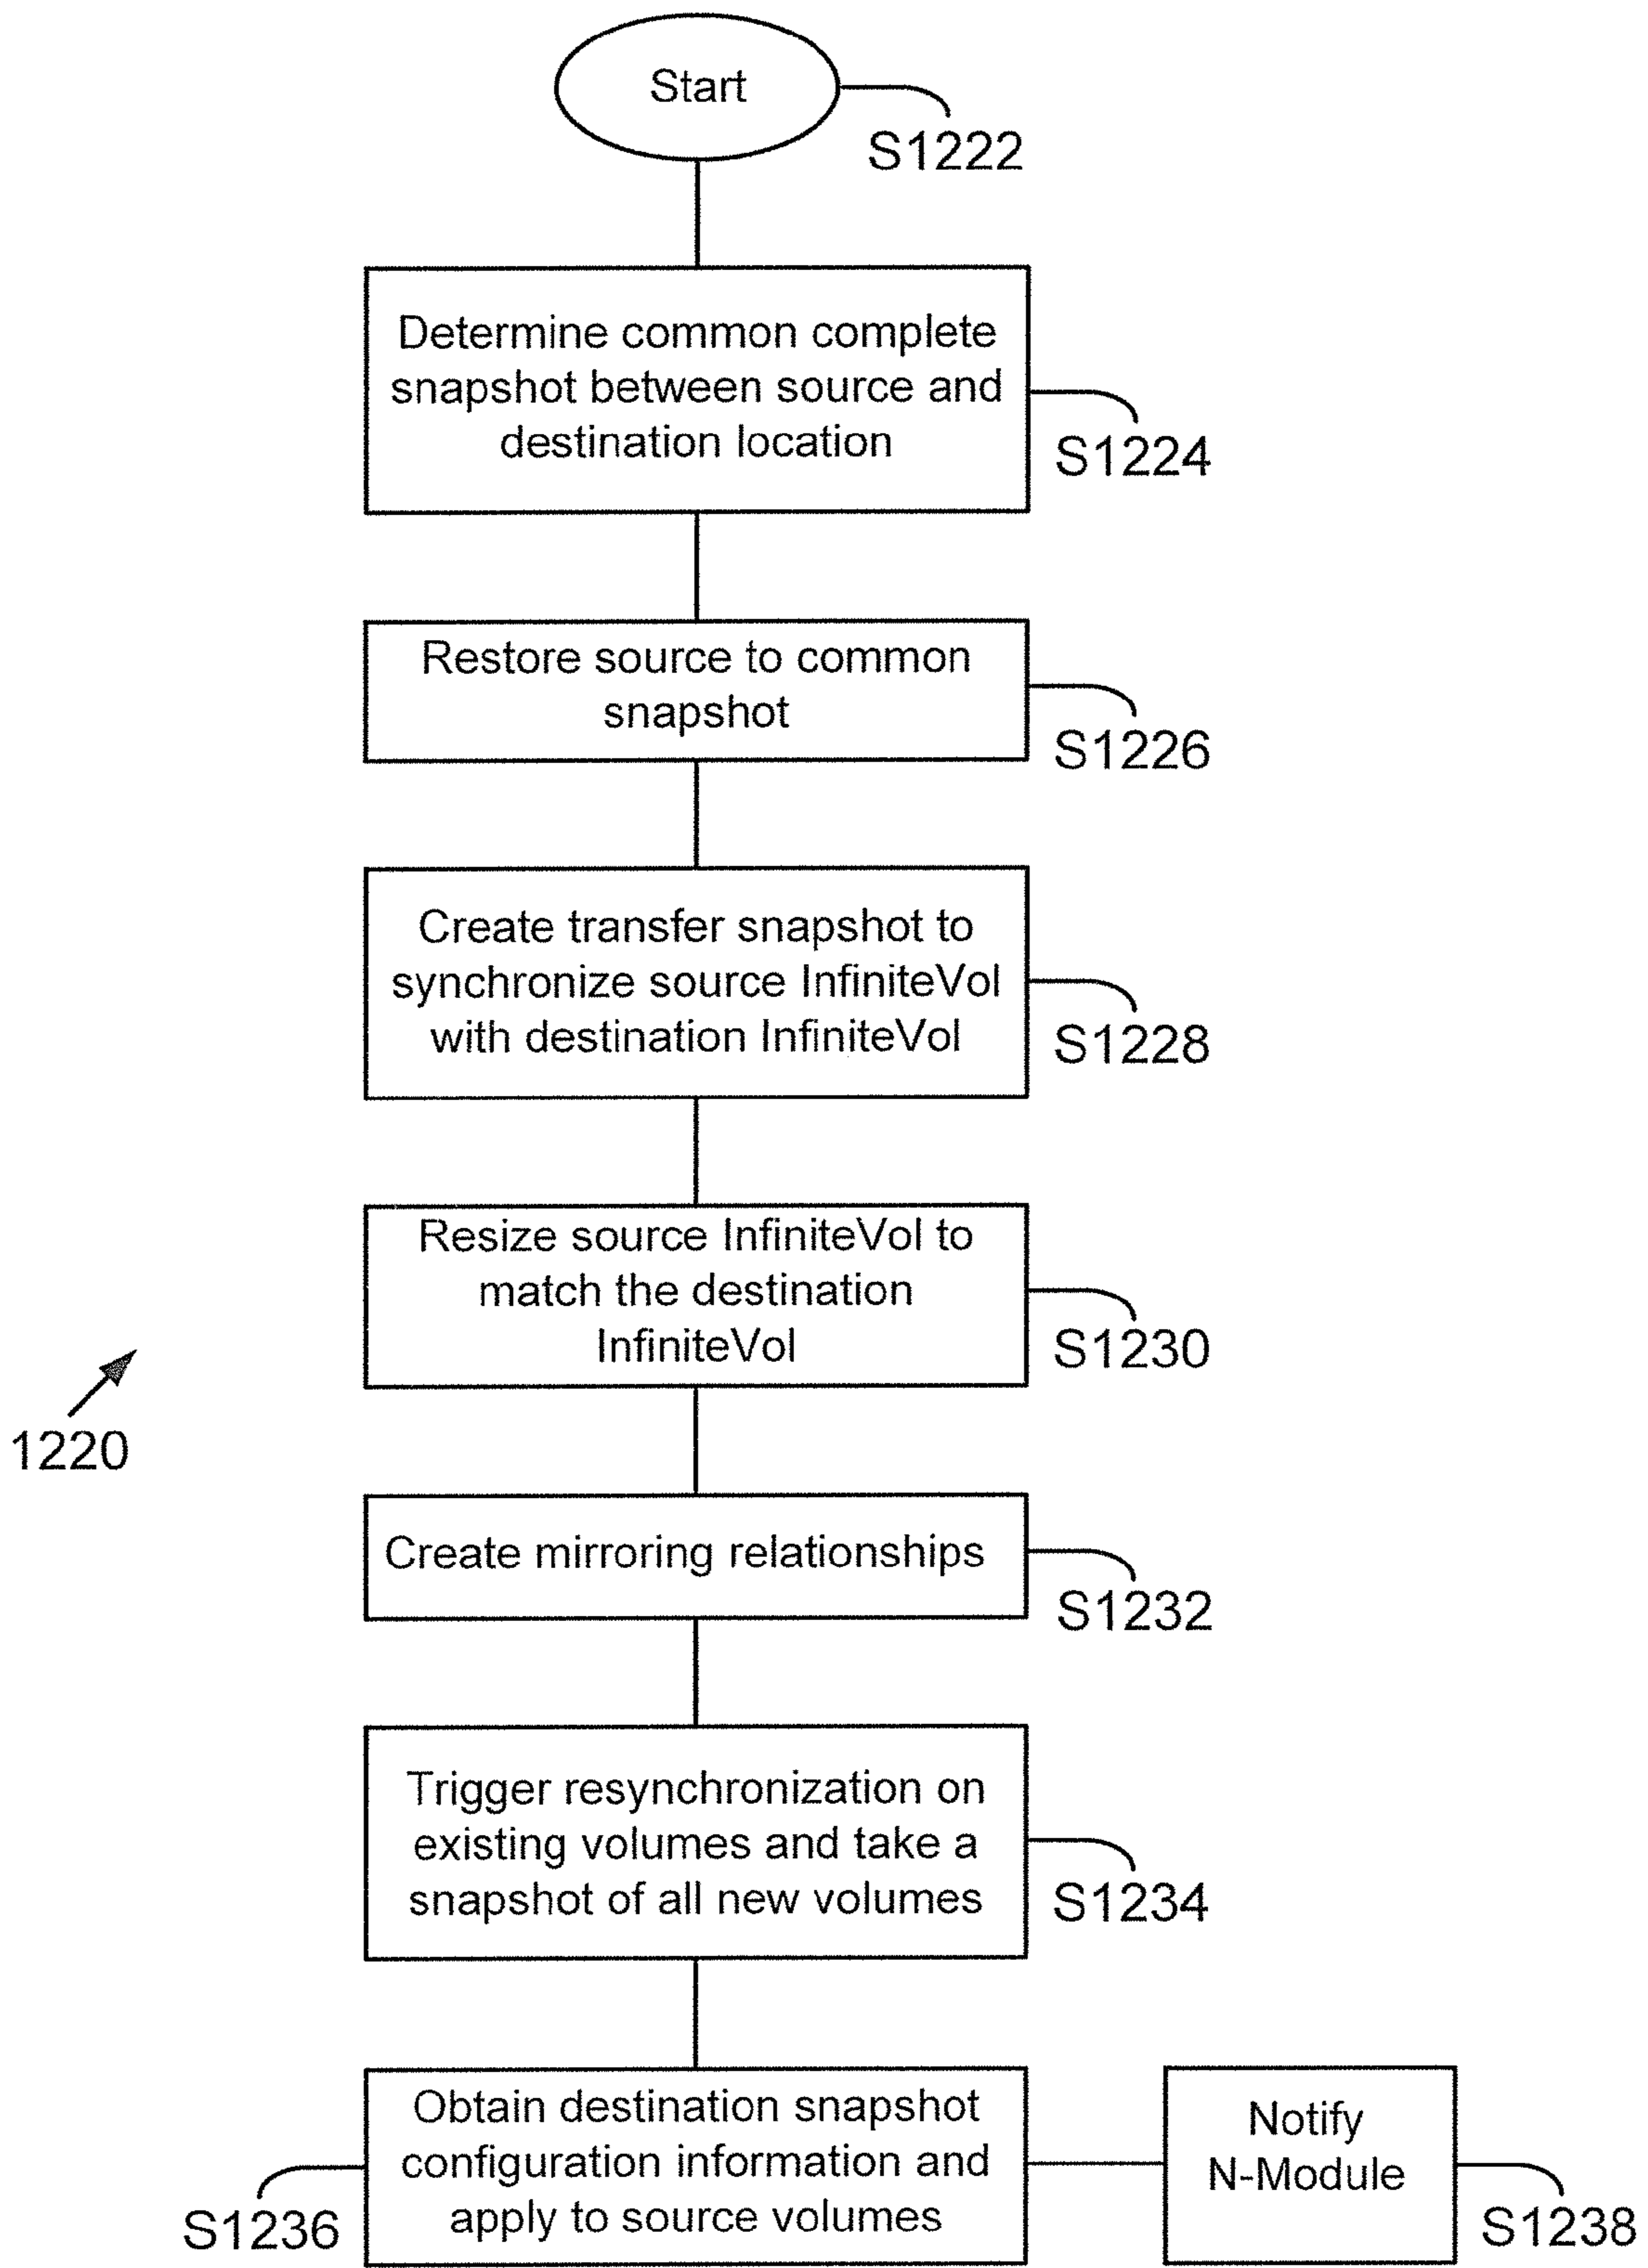 Start
S1222
Determine common complete
snapshot between source and
destination location
S1224
Restore source to common
snapshot
S1226
Create transfer snapshot to
synchronize source InfiniteVol
with destination InfiniteVol
S1228
Resize source InfiniteVol to
match the destination
InfiniteVol
S1230
1220
Create mirroring relationships
S1232
Trigger resynchronization on
existing volumes and take a
snapshot of all new volumes
S1234
Obtain destination snapshot
configuration information and
apply to source volumes
S1236
Notify
N-Module
S1238